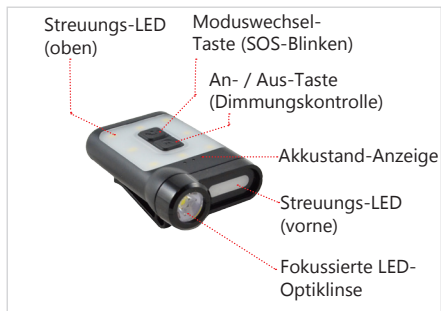 Streuungs-LED
(oben)
Moduswechsel-
Taste (SOS-Blinken)
An- / Aus-Taste
(Dimmungskontrolle)
Akkustand-Anzeige
Streuungs-LED
(vorne)
Fokussierte LED-
Optiklinse